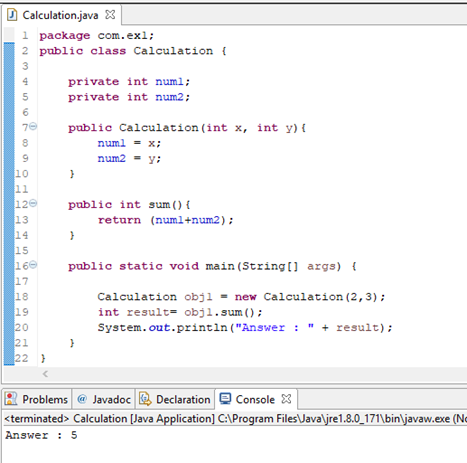 Calculation.java
1 package com.ex1;
2 public class Calculation {
3
4     private int num1;
5     private int num2;
6
7     public Calculation(int x, int y){
8         num1 = x;
9         num2 = y;
10     }
11
12     public int sum(){
13         return (num1+num2);
14     }
15
16     public static void main(String[] args) {
17
18         Calculation obj1 = new Calculation(2,3);
19         int result= obj1.sum();
20         System.out.println("Answer : " + result);
21     }
22 }
Problems @ Javadoc Declaration Console
<terminated> Calculation [Java Application] C:\Program Files\Java\jre1.8.0_171\bin\javaw.exe (No
Answer : 5